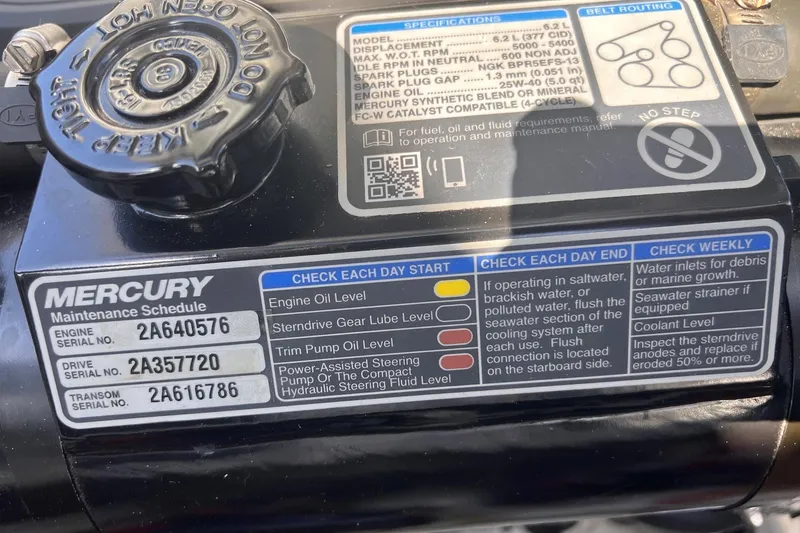 DO NOT OPEN HOT
KEEP TIGHT
SPECIFICATIONS
MODEL 6.2 L
DISPLACEMENT 6.2 L (377 CID)
MAX. W.O.T. RPM 5000 - 5400
IDLE RPM IN NEUTRAL 600 NON ADJ
SPARK PLUGS NGK BPR5EFS-13
SPARK PLUG GAP 1.3 mm (0.051 in)
ENGINE OIL 25W-40 (5.0 qt)
MERCURY SYNTHETIC BLEND OR MINERAL
FC-W CATALYST COMPATIBLE (4-CYCLE)
For fuel, oil and fluid requirements, refer
to operation and maintenance manual.
BELT ROUTING
NO STEP
MERCURY
Maintenance Schedule
ENGINE SERIAL NO. 2A640576
DRIVE SERIAL NO. 2A357720
TRANSOM SERIAL NO. 2A616786
CHECK EACH DAY START
Engine Oil Level
Sterndrive Gear Lube Level
Trim Pump Oil Level
Power-Assisted Steering
Pump Or The Compact
Hydraulic Steering Fluid Level
CHECK EACH DAY END
If operating in saltwater,
brackish water, or
polluted water, flush the
seawater section of the
cooling system after
each use. Flush
connection is located
on the starboard side.
CHECK WEEKLY
Water inlets for debris
or marine growth.
Seawater strainer if
equipped
Coolant Level
Inspect the sterndrive
anodes and replace if
eroded 50% or more.